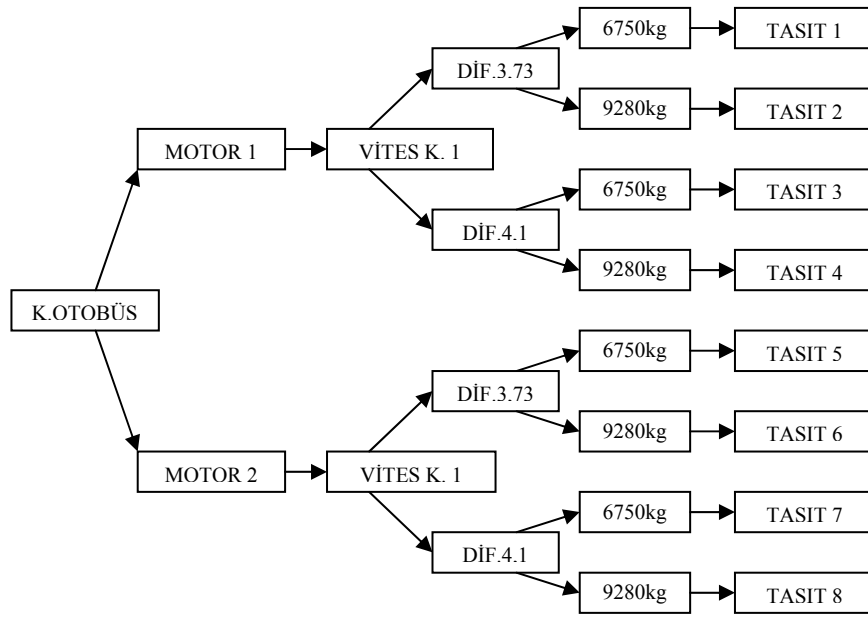 6750kg TASIT 1
DİF.3.73
9280kg TASIT 2
MOTOR 1 VİTES K. 1
6750kg TASIT 3
DİF.4.1
9280kg TASIT 4
K.OTOBÜS
6750kg TASIT 5
DİF.3.73
9280kg TASIT 6
MOTOR 2 VİTES K. 1
6750kg TASIT 7
DİF.4.1
9280kg TASIT 8